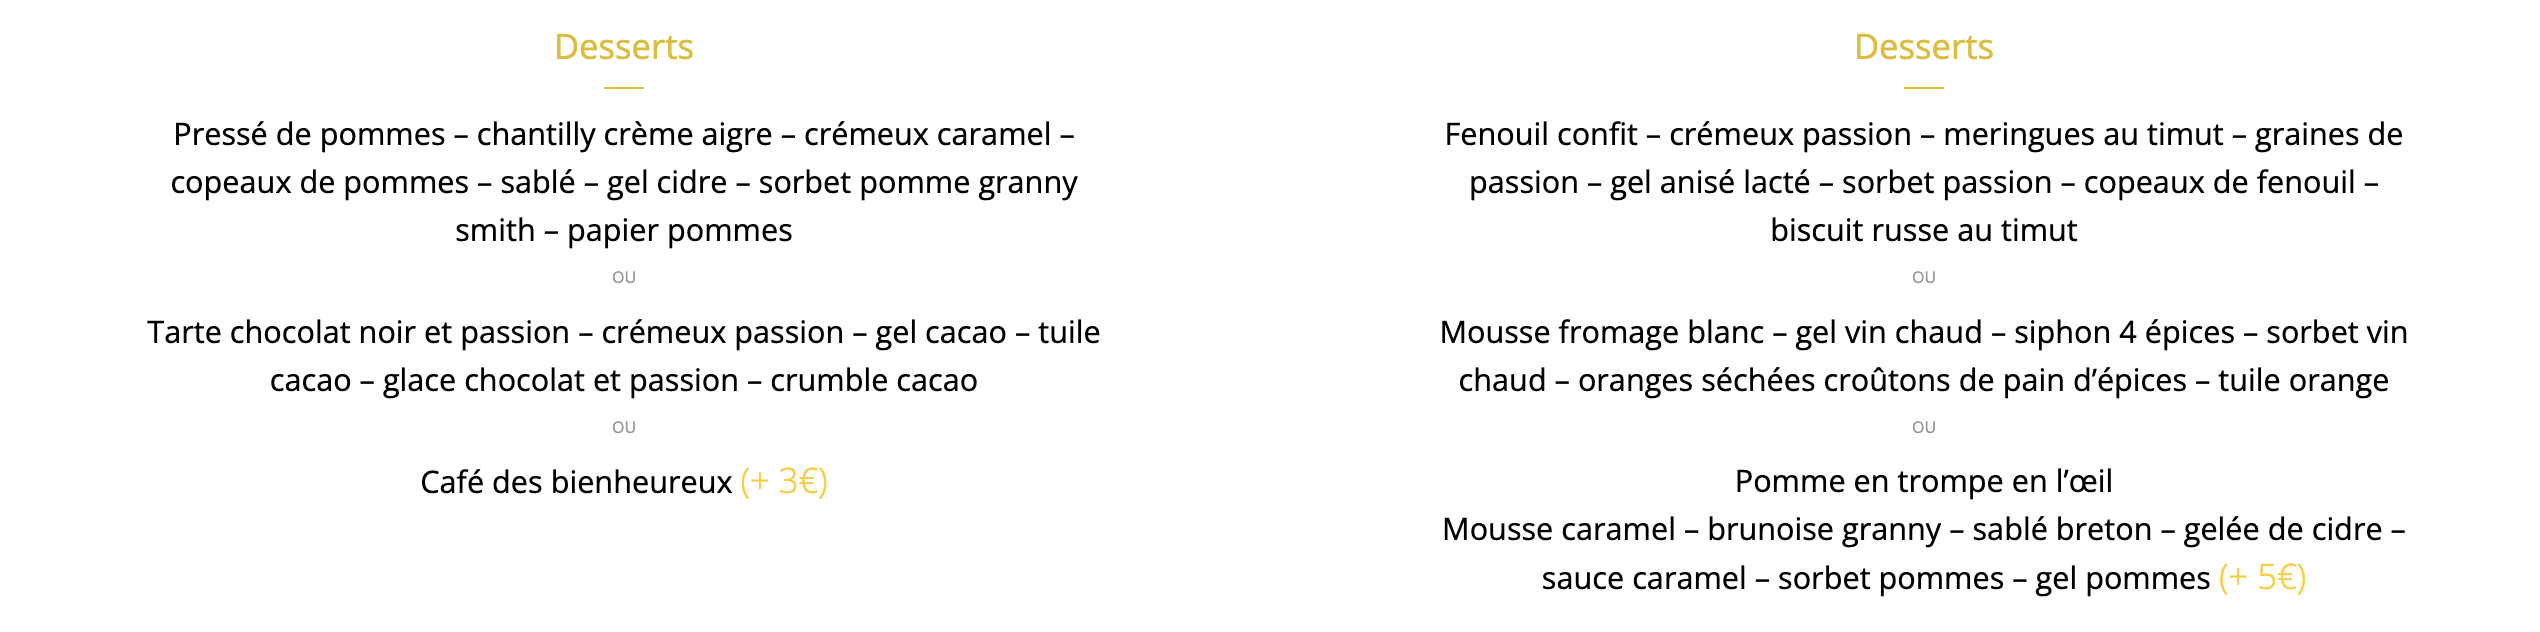 Desserts
Pressé de pommes – chantilly crème aigre – crémeux caramel –
copeaux de pommes – sablé – gel cidre – sorbet pomme granny
smith – papier pommes
OU
Tarte chocolat noir et passion – crémeux passion – gel cacao – tuile
cacao – glace chocolat et passion – crumble cacao
OU
Café des bienheureux (+ 3€)
Desserts
Fenouil confit – crémeux passion – meringues au timut – graines de
passion – gel anisé lacté – sorbet passion – copeaux de fenouil –
biscuit russe au timut
OU
Mousse fromage blanc – gel vin chaud – siphon 4 épices – sorbet vin
chaud – oranges séchées croûtons de pain d’épices – tuile orange
OU
Pomme en trompe en l’œil
Mousse caramel – brunoise granny – sablé breton – gelée de cidre –
sauce caramel – sorbet pommes – gel pommes (+ 5€)